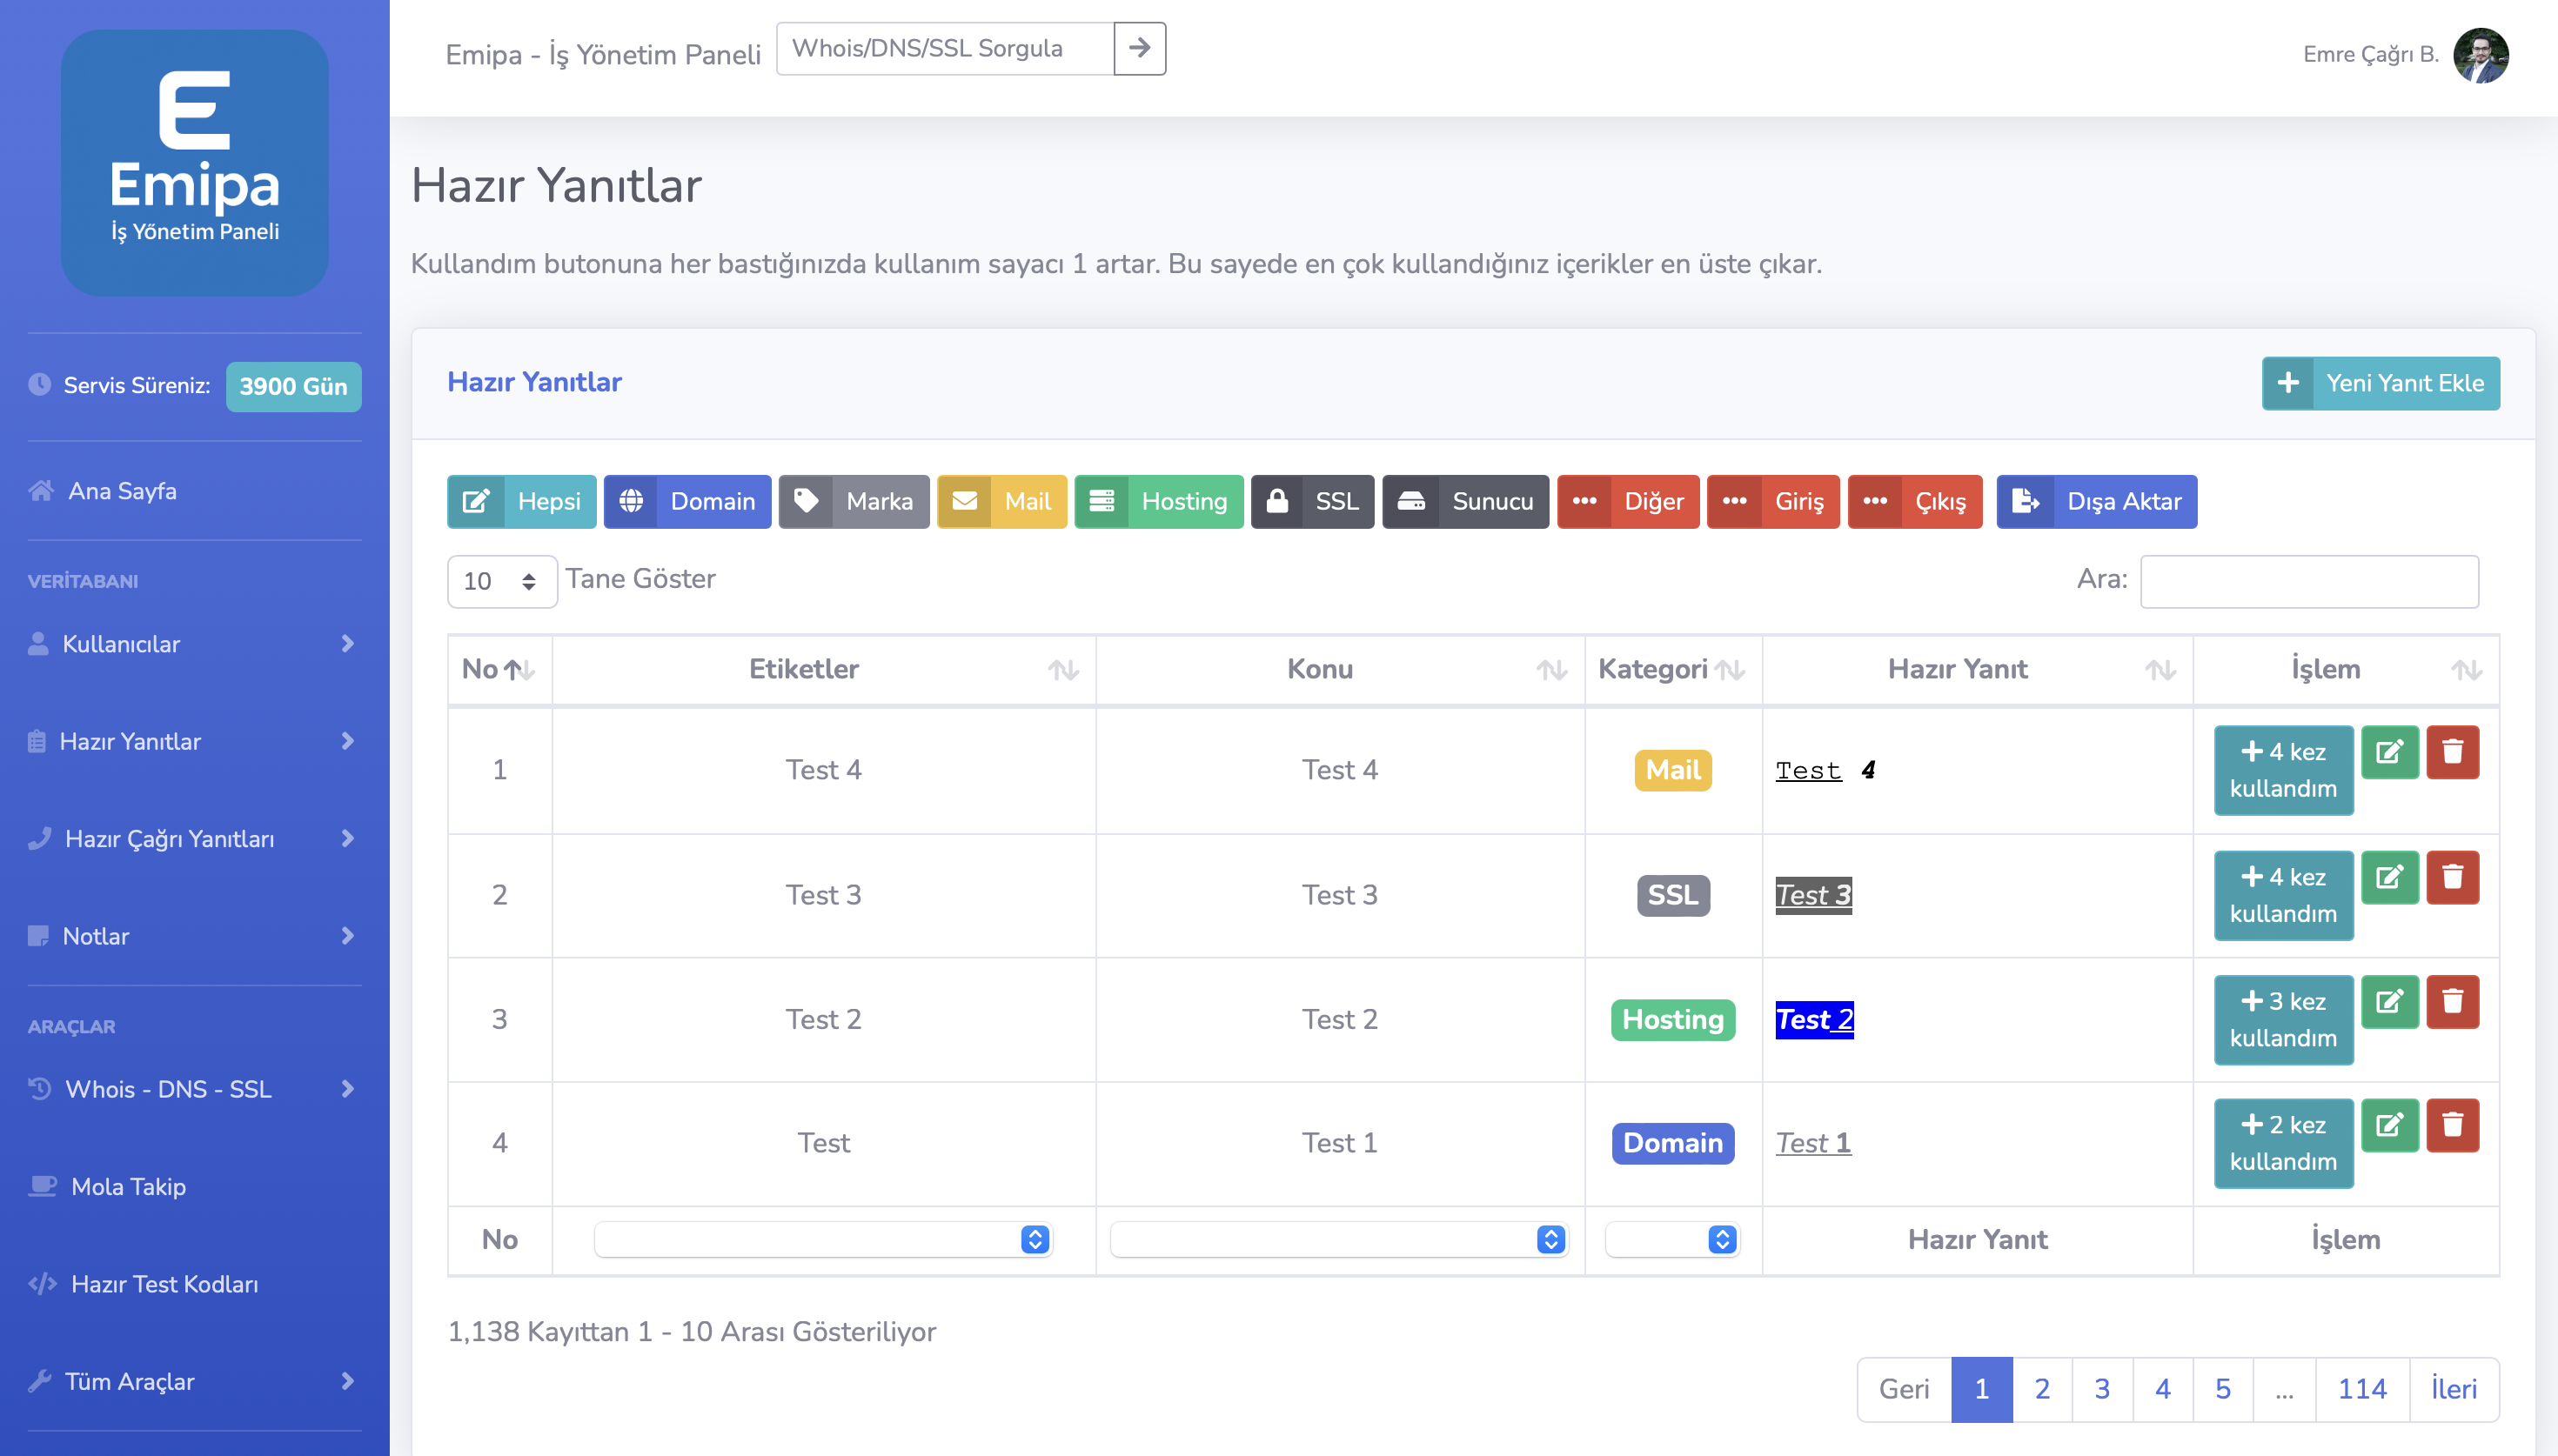 E
Emipa
İş Yönetim Paneli
Servis Süreniz: 3900 Gün
Ana Sayfa
VERİTABANI
Kullanıcılar
Hazır Yanıtlar
Hazır Çağrı Yanıtları
Notlar
ARAÇLAR
Whois - DNS - SSL
Mola Takip
Hazır Test Kodları
Tüm Araçlar
Emipa - İş Yönetim Paneli Whois/DNS/SSL Sorgula Emre Çağrı B.
Hazır Yanıtlar
Kullandım butonuna her bastığınızda kullanım sayacı 1 artar. Bu sayede en çok kullandığınız içerikler en üste çıkar.
Hazır Yanıtlar Yeni Yanıt Ekle
Hepsi Domain Marka Mail Hosting SSL Sunucu Diğer Giriş Çıkış Dışa Aktar
10 Tane Göster Ara:
No Etiketler Konu Kategori Hazır Yanıt İşlem
1 Test 4 Test 4 Mail Test 4 4 kez
kullandım
2 Test 3 Test 3 SSL Test 3 4 kez
kullandım
3 Test 2 Test 2 Hosting Test 2 3 kez
kullandım
4 Test Test 1 Domain Test 1 2 kez
kullandım
No Hazır Yanıt İşlem
1,138 Kayıttan 1 - 10 Arası Gösteriliyor
Geri 1 2 3 4 5 ... 114 İleri